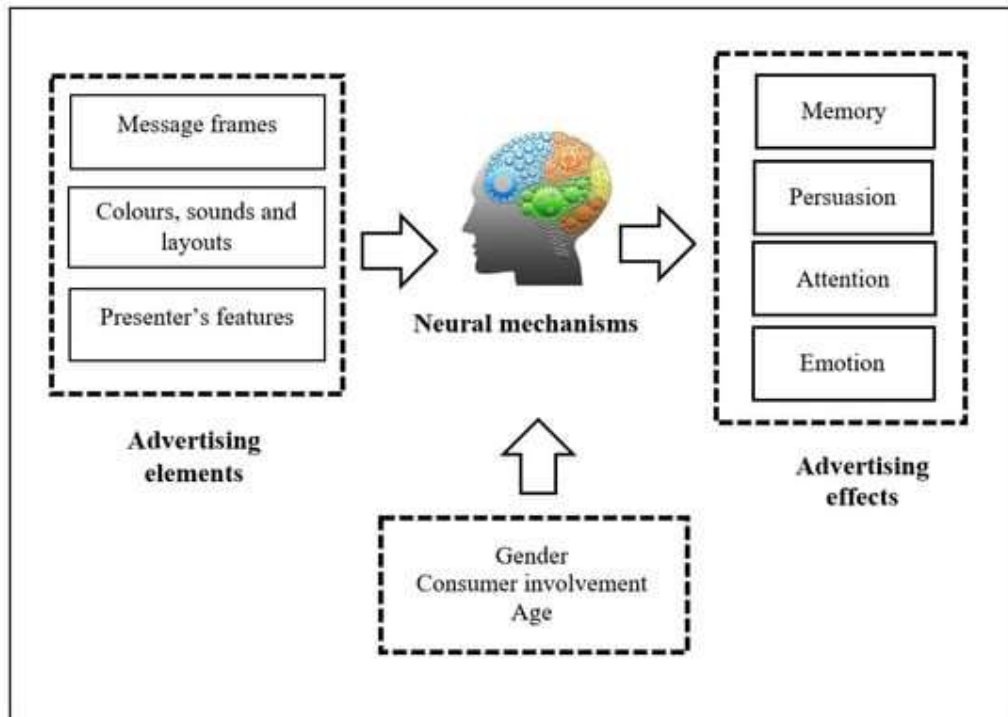 Message frames
Colours, sounds and
layouts
Presenter’s features
Advertising
elements
Neural mechanisms
Gender
Consumer involvement
Age
Memory
Persuasion
Attention
Emotion
Advertising
effects